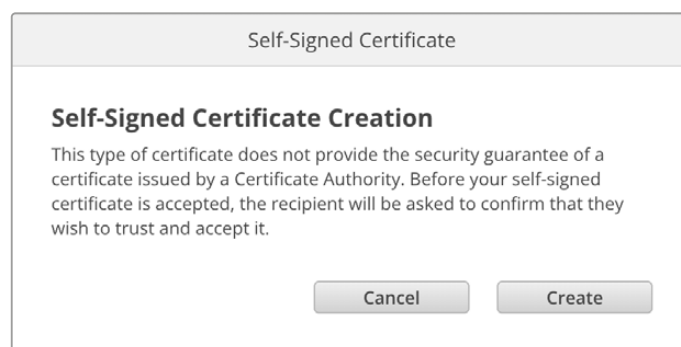 Self-Signed Certificate
Self-Signed Certificate Creation
This type of certificate does not provide the security guarantee of a
certificate issued by a Certificate Authority. Before your self-signed
certificate is accepted, the recipient will be asked to confirm that they
wish to trust and accept it.
Cancel Create